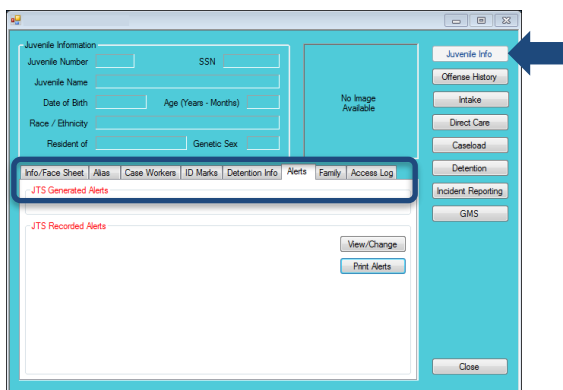 Juvenile Information
Juvenile Number SSN
Juvenile Name
Date of Birth Age (Years - Months)
Race / Ethnicity
Resident of Genetic Sex
No Image
Available
Juvenile Info
Offense History
Intake
Direct Care
Caseload
Detention
Incident Reporting
GMS
Info/Face Sheet Alias Case Workers ID Marks Detention Info Alerts Family Access Log
JTS Generated Alerts
JTS Recorded Alerts
View/Change
Print Alerts
Close